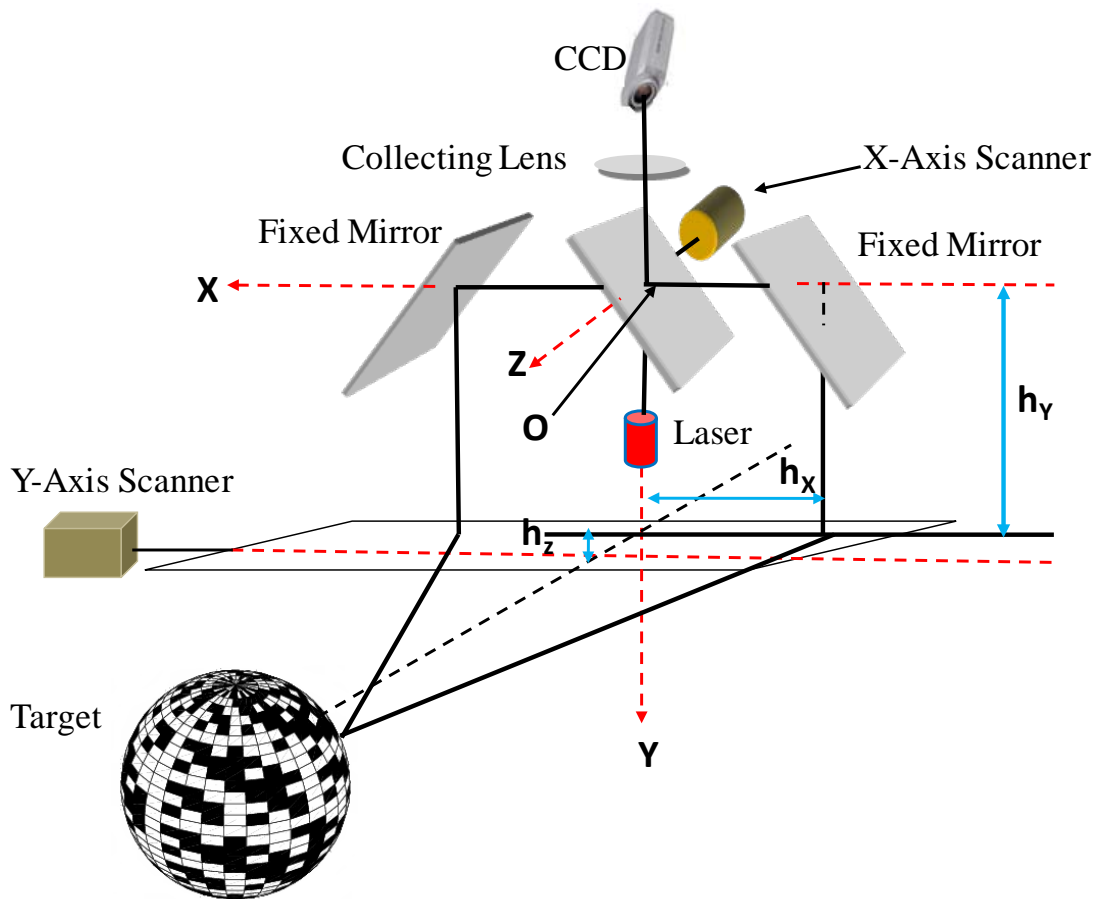 CCD
Collecting Lens
X-Axis Scanner
Fixed Mirror
Fixed Mirror
X
Z
O
Laser
hY
hX
Y-Axis Scanner
hz
Target
Y